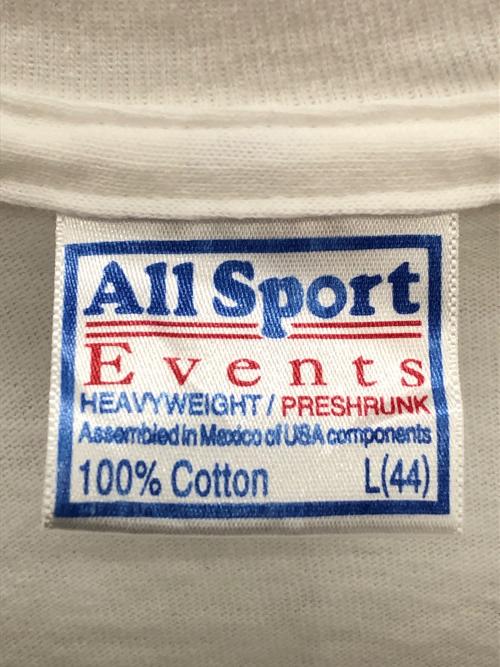 All Sport
Events
HEAVYWEIGHT / PRESHRUNK
Assembled in Mexico of USA components
100% Cotton L(44)